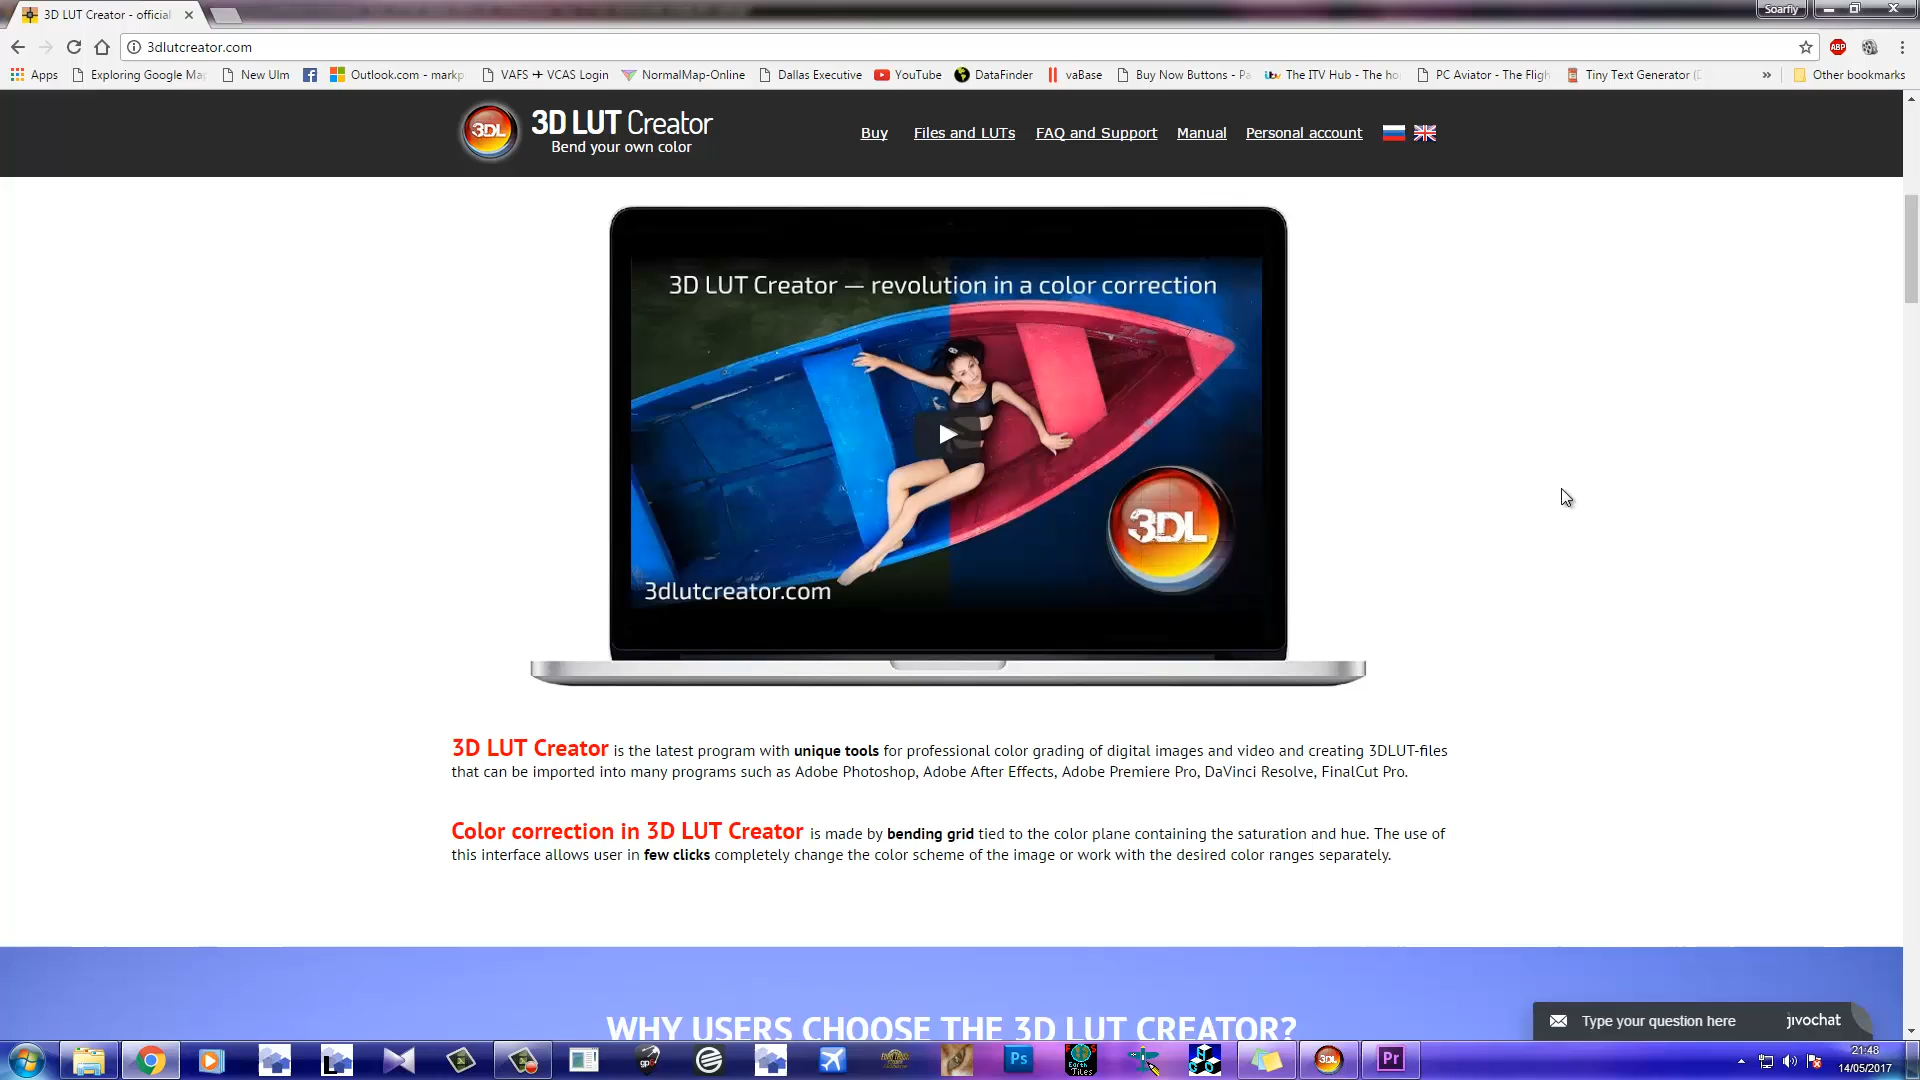 3D LUT Creator - official
Soarfly
3dlutcreator.com
ABP
Apps Exploring Google Ma New Ulm Outlook.com - markp VAFS ✈ VCAS Login NormalMap-Online Dallas Executive YouTube DataFinder vaBase Buy Now Buttons - Pa itv The ITV Hub - The ho PC Aviator - The Fligh Tiny Text Generator ( » Other bookmarks
3DL 3D LUT Creator
Bend your own color
Buy Files and LUTs FAQ and Support Manual Personal account
3D LUT Creator — revolution in a color correction
3DL
3dlutcreator.com
3D LUT Creator is the latest program with unique tools for professional color grading of digital images and video and creating 3DLUT-files
that can be imported into many programs such as Adobe Photoshop, Adobe After Effects, Adobe Premiere Pro, DaVinci Resolve, FinalCut Pro.
Color correction in 3D LUT Creator is made by bending grid tied to the color plane containing the saturation and hue. The use of
this interface allows user in few clicks completely change the color scheme of the image or work with the desired color ranges separately.
WHY USERS CHOOSE THE 3D LUT CREATOR?
Type your question here jivochat
L Ps Earth Tiles 3DL Pr
21:48
14/05/2017